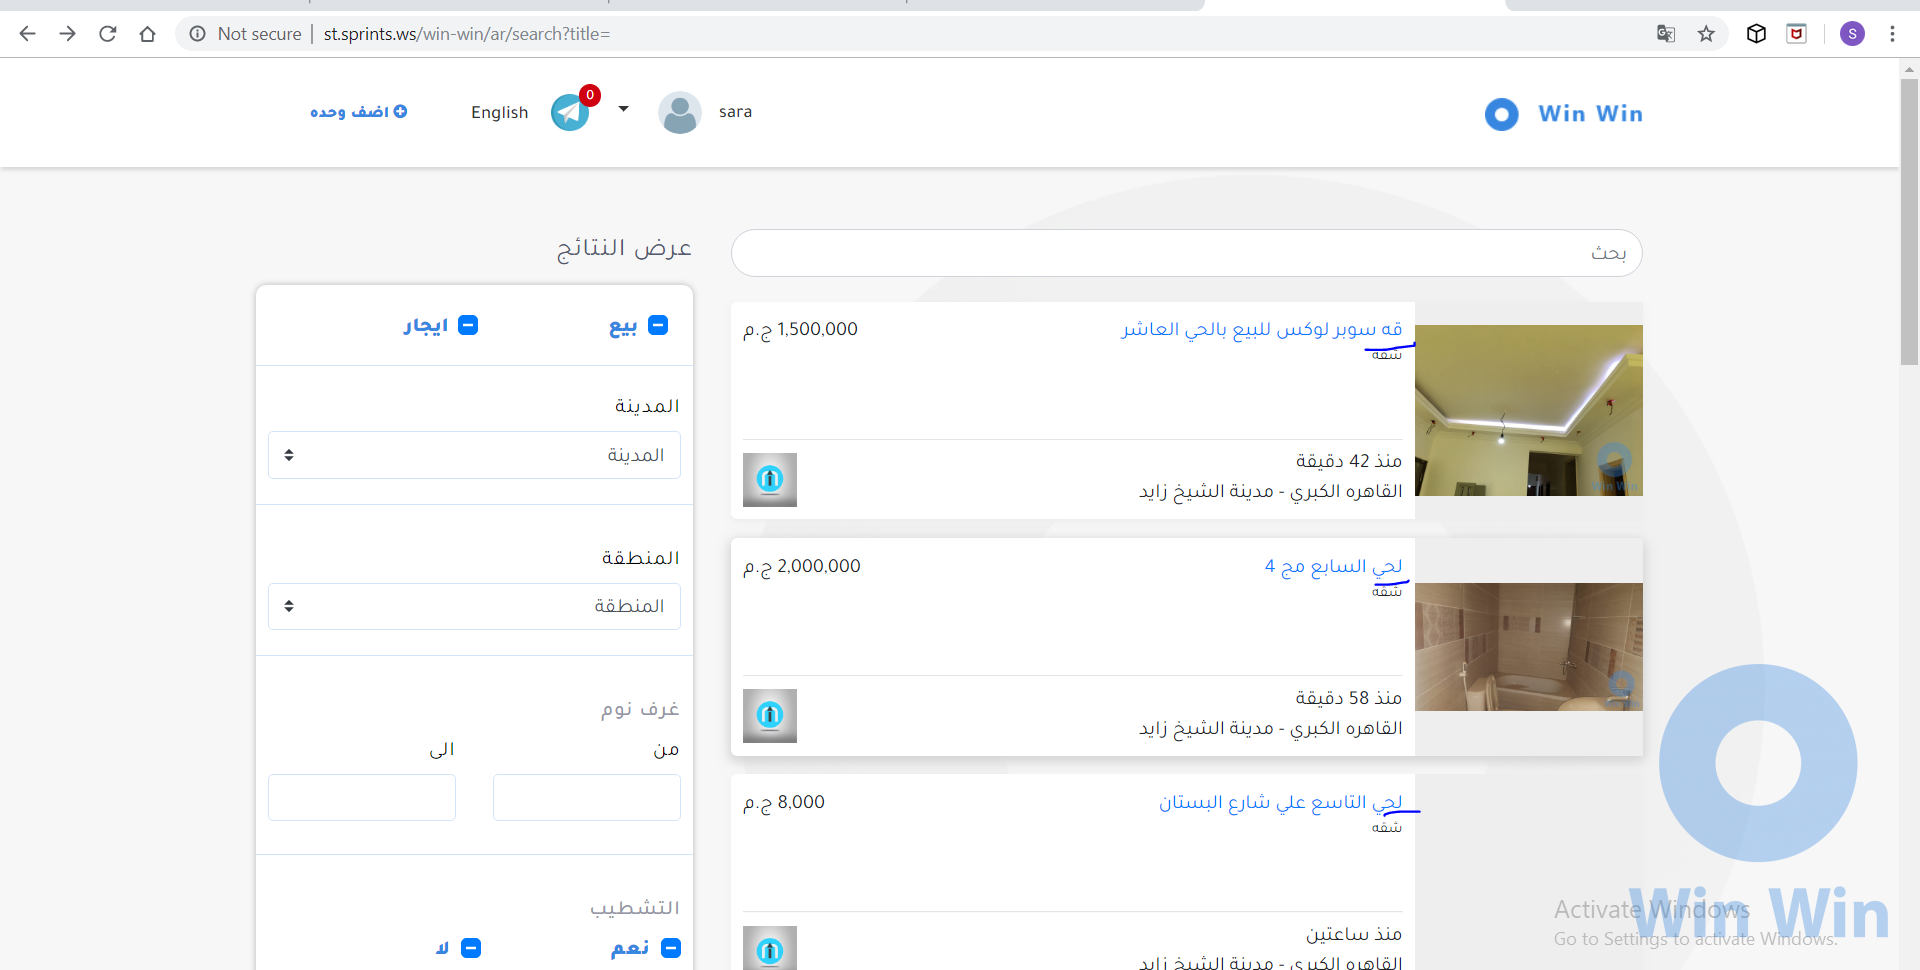 Not secure | st.sprints.ws/win-win/ar/search?title=
S
Win Win
sara
0
English
اضف وحده
بحث
عرض النتائج
بيع
ايجار
المدينة
المدينة
المنطقة
المنطقة
غرف نوم
من
الى
التشطيب
نعم
لا
قه سوبر لوكس للبيع بالحي العاشر
1,500,000 ج.م
شقه
منذ 42 دقيقة
القاهره الكبري - مدينة الشيخ زايد
Win Win
لحي السابع مج 4
2,000,000 ج.م
شقه
منذ 58 دقيقة
القاهره الكبري - مدينة الشيخ زايد
لحي التاسع علي شارع البستان
8,000 ج.م
شقه
منذ ساعتين
القاهره الكبري - مدينة الشيخ زايد
Win Win
Activate Windows
Go to Settings to activate Windows.